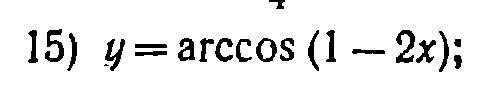 15) y = arccos (1 — 2x);